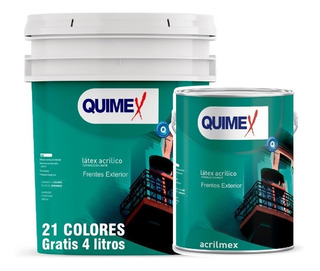 QUIMEX
látex acrílico
Frentes Exterior
21 COLORES
Gratis 4 litros
QUIMEX
látex acrílico
Frentes Exterior
acrilmex